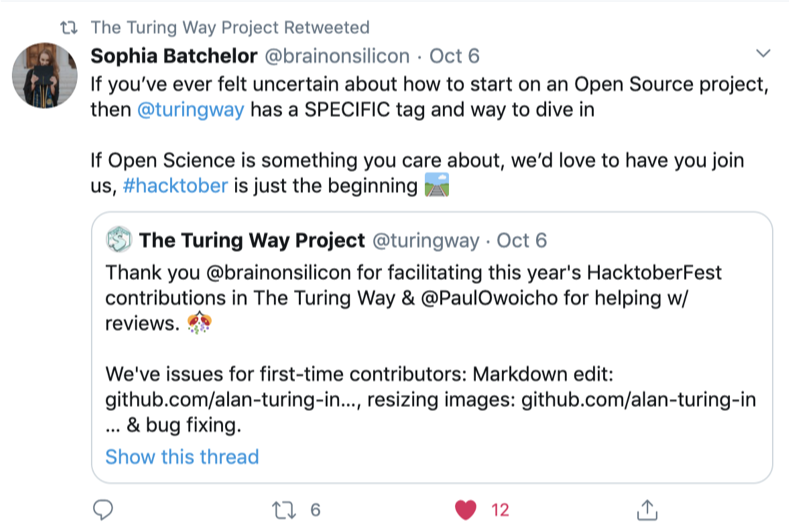 The Turing Way Project Retweeted
Sophia Batchelor @brainonsilicon · Oct 6
If you’ve ever felt uncertain about how to start on an Open Source project,
then @turingway has a SPECIFIC tag and way to dive in
If Open Science is something you care about, we’d love to have you join
us, #hacktober is just the beginning 🛤️
The Turing Way Project @turingway · Oct 6
Thank you @brainonsilicon for facilitating this year's HacktoberFest
contributions in The Turing Way & @PaulOwoicho for helping w/
reviews. 🎊
We've issues for first-time contributors: Markdown edit:
github.com/alan-turing-in…, resizing images: github.com/alan-turing-in
… & bug fixing.
Show this thread
6
12